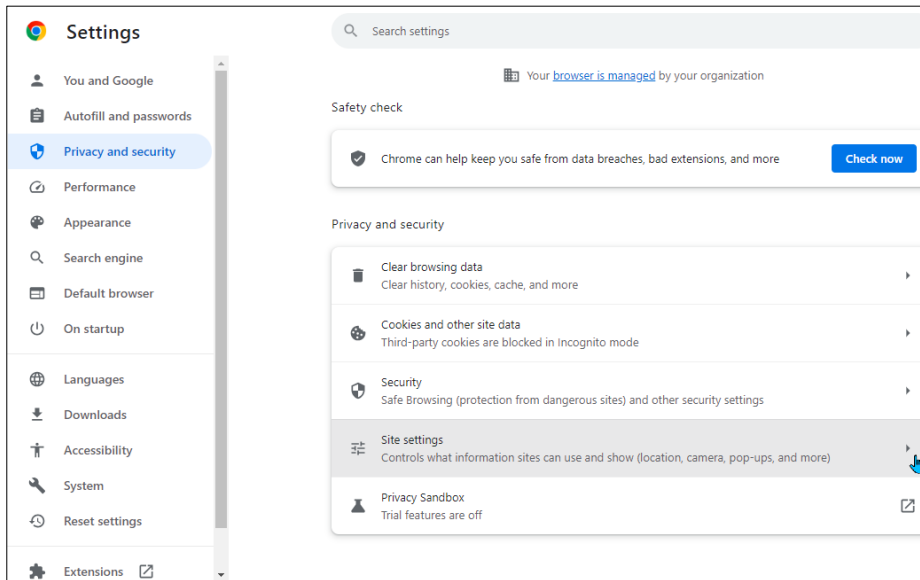 Settings
Search settings
You and Google
Autofill and passwords
Privacy and security
Performance
Appearance
Search engine
Default browser
On startup
Languages
Downloads
Accessibility
System
Reset settings
Extensions
Your browser is managed by your organization
Safety check
Chrome can help keep you safe from data breaches, bad extensions, and more
Check now
Privacy and security
Clear browsing data
Clear history, cookies, cache, and more
Cookies and other site data
Third-party cookies are blocked in Incognito mode
Security
Safe Browsing (protection from dangerous sites) and other security settings
Site settings
Controls what information sites can use and show (location, camera, pop-ups, and more)
Privacy Sandbox
Trial features are off